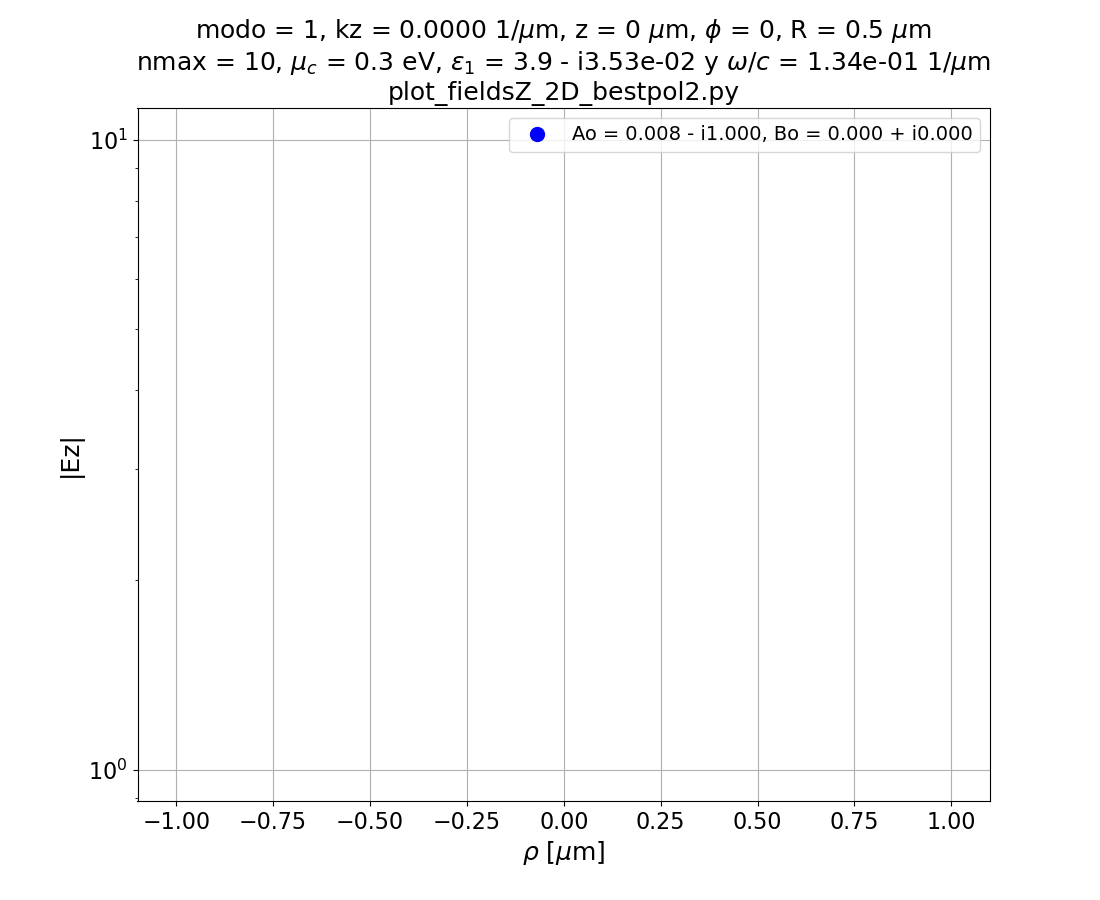 modo = 1, kz = 0.0000 1/μm, z = 0 μm, ϕ = 0, R = 0.5 μm
nmax = 10, μc = 0.3 eV, ε1 = 3.9 - i3.53e-02 y ω/c = 1.34e-01 1/μm
plot_fieldsZ_2D_bestpol2.py
Ao = 0.008 - i1.000, Bo = 0.000 + i0.000
10¹
|Ez|
10⁰
−1.00 −0.75 −0.50 −0.25 0.00 0.25 0.50 0.75 1.00
ρ [μm]